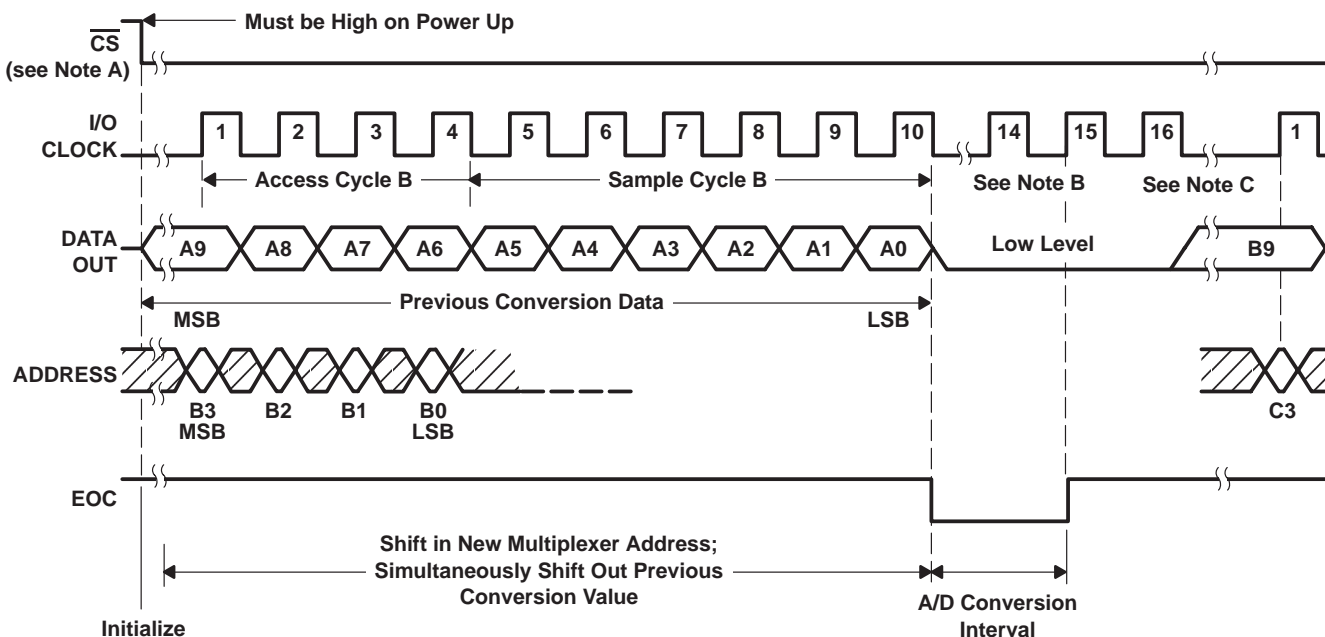 Must be High on Power Up
CS
(see Note A)
I/O
CLOCK
1 2 3 4 5 6 7 8 9 10 14 15 16 1
Access Cycle B
Sample Cycle B
See Note B
See Note C
DATA
OUT
A9 A8 A7 A6 A5 A4 A3 A2 A1 A0
Low Level
B9
Previous Conversion Data
MSB
LSB
ADDRESS
B3 B2 B1 B0
MSB
LSB
C3
EOC
Shift in New Multiplexer Address;
Simultaneously Shift Out Previous
Conversion Value
A/D Conversion
Interval
Initialize